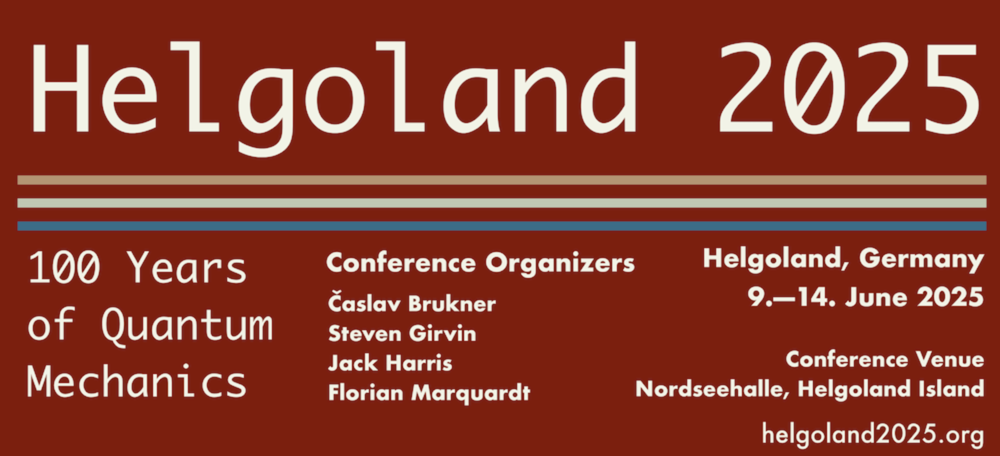 Helgoland 2025
100 Years
of Quantum
Mechanics
Conference Organizers
Časlav Brukner
Steven Girvin
Jack Harris
Florian Marquardt
Helgoland, Germany
9.—14. June 2025
Conference Venue
Nordseehalle, Helgoland Island
helgoland2025.org